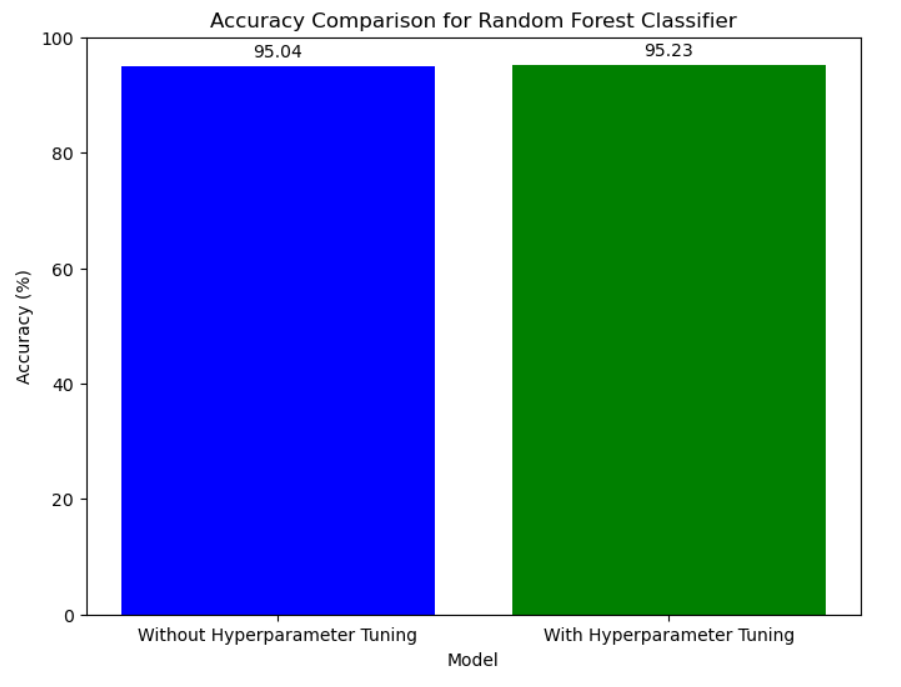 Accuracy Comparison for Random Forest Classifier
100
95.04
95.23
80
60
40
20
0
Accuracy (%)
Without Hyperparameter Tuning
With Hyperparameter Tuning
Model